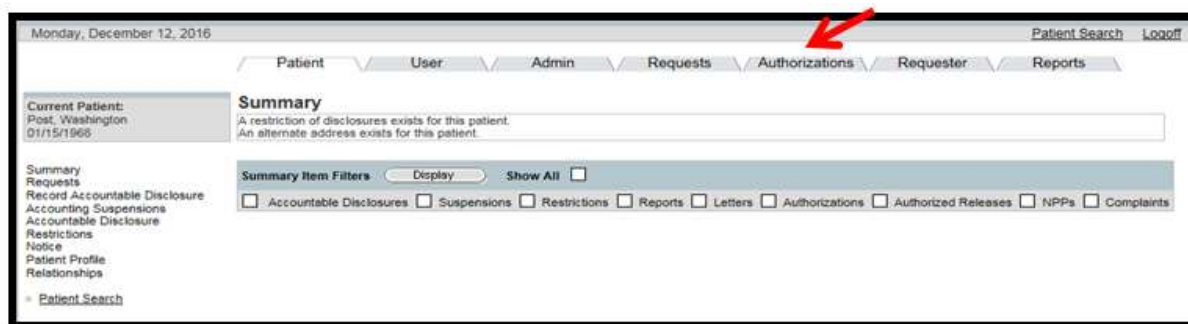 Monday, December 12, 2016 Patient Search Logoff
Patient User Admin Requests Authorizations Requester Reports
Current Patient:
Post, Washington
01/15/1968
Summary
A restriction of disclosures exists for this patient.
An alternate address exists for this patient.
Summary
Requests
Record Accountable Disclosure
Accounting Suspensions
Accountable Disclosure
Restrictions
Notice
Patient Profile
Relationships
Patient Search
Summary Item Filters Display Show All
Accountable Disclosures Suspensions Restrictions Reports Letters Authorizations Authorized Releases NPPs Complaints